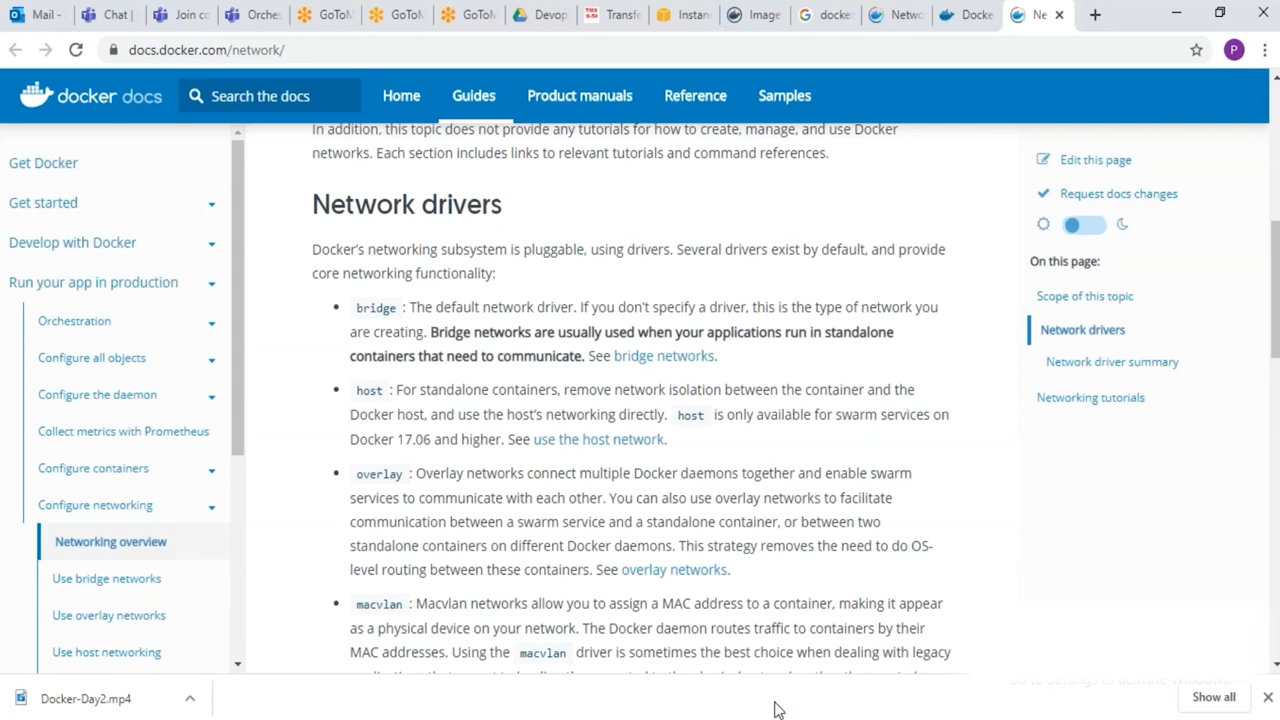 Mail -
Chat |
Join co
Orches
GoToM
GoToM
GoToM
Devop
Transfe
Instan
Image
docke
Netwo
Docke
Ne
docs.docker.com/network/
P
docker docs
Search the docs
Home
Guides
Product manuals
Reference
Samples
Get Docker
Get started
Develop with Docker
Run your app in production
Orchestration
Configure all objects
Configure the daemon
Collect metrics with Prometheus
Configure containers
Configure networking
Networking overview
Use bridge networks
Use overlay networks
Use host networking
In addition, this topic does not provide any tutorials for how to create, manage, and use Docker
networks. Each section includes links to relevant tutorials and command references.
Network drivers
Docker's networking subsystem is pluggable, using drivers. Several drivers exist by default, and provide
core networking functionality:
bridge : The default network driver. If you don't specify a driver, this is the type of network you
are creating. Bridge networks are usually used when your applications run in standalone
containers that need to communicate. See bridge networks.
host : For standalone containers, remove network isolation between the container and the
Docker host, and use the host's networking directly. host is only available for swarm services on
Docker 17.06 and higher. See use the host network.
overlay : Overlay networks connect multiple Docker daemons together and enable swarm
services to communicate with each other. You can also use overlay networks to facilitate
communication between a swarm service and a standalone container, or between two
standalone containers on different Docker daemons. This strategy removes the need to do OS-
level routing between these containers. See overlay networks.
macvlan : Macvlan networks allow you to assign a MAC address to a container, making it appear
as a physical device on your network. The Docker daemon routes traffic to containers by their
MAC addresses. Using the macvlan driver is sometimes the best choice when dealing with legacy
Edit this page
Request docs changes
On this page:
Scope of this topic
Network drivers
Network driver summary
Networking tutorials
Go to Settings to activate Windows.
Docker-Day2.mp4
Show all